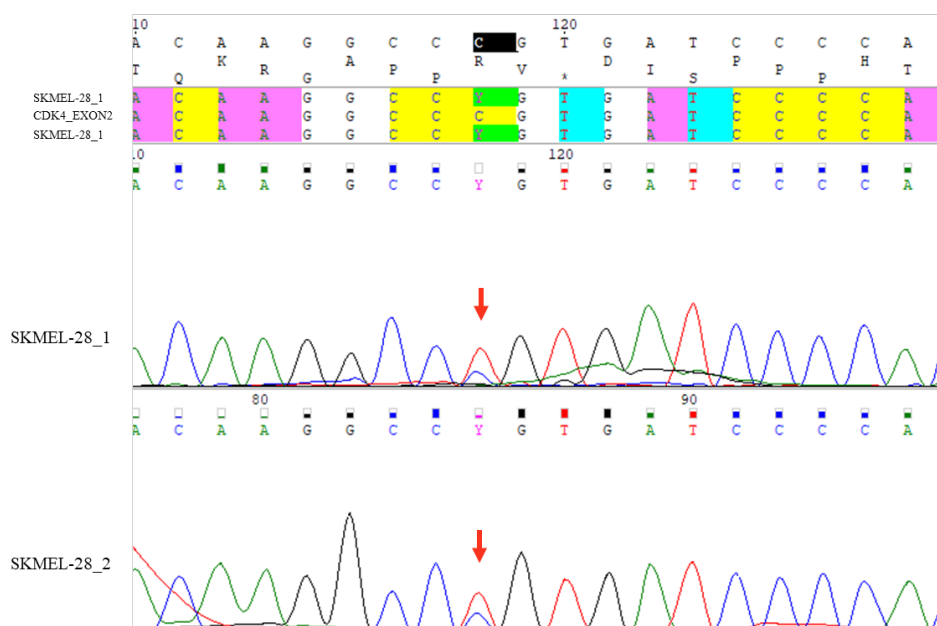 10 120
A C A A G G C C C G T G A T C C C C A
T Q K R G A P P R V * D I S P P P H T
SKMEL-28_1 A C A A G G C C Y G T G A T C C C C A
CDK4_EXON2 A C A A G G C C C G T G A T C C C C A
SKMEL-28_1 A C A A G G C C Y G T G A T C C C C A
10 120
A C A A G G C C Y G T G A T C C C C A
SKMEL-28_1
80 90
A C A A G G C C Y G T G A T C C C C A
SKMEL-28_2